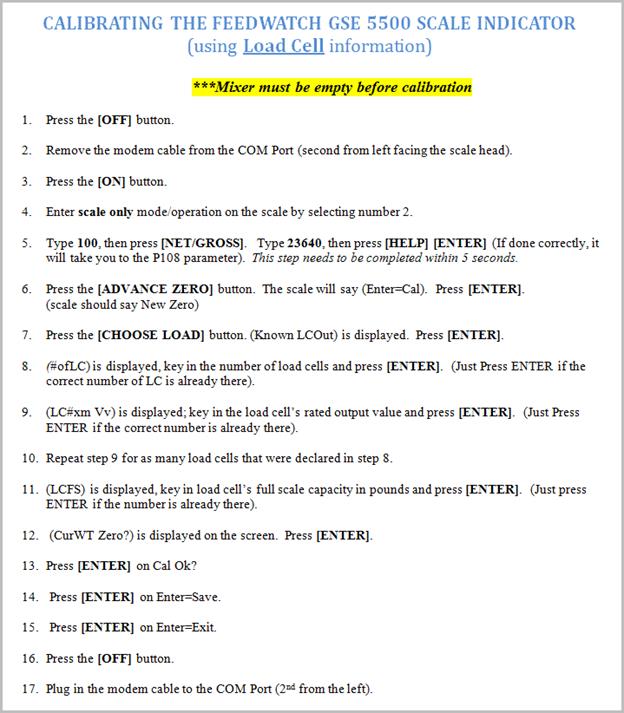 CALIBRATING THE FEEDWATCH GSE 5500 SCALE INDICATOR
(using Load Cell information)
***Mixer must be empty before calibration
1. Press the [OFF] button.
2. Remove the modem cable from the COM Port (second from left facing the scale head).
3. Press the [ON] button.
4. Enter scale only mode/operation on the scale by selecting number 2.
5. Type 100, then press [NET/GROSS]. Type 23640, then press [HELP] [ENTER] (If done correctly, it
will take you to the P108 parameter). This step needs to be completed within 5 seconds.
6. Press the [ADVANCE ZERO] button. The scale will say (Enter=Cal). Press [ENTER].
(scale should say New Zero)
7. Press the [CHOOSE LOAD] button. (Known LCOut) is displayed. Press [ENTER].
8. (#ofLC) is displayed, key in the number of load cells and press [ENTER]. (Just Press ENTER if the
correct number of LC is already there).
9. (LC#xm Vv) is displayed; key in the load cell's rated output value and press [ENTER]. (Just Press
ENTER if the correct number is already there).
10. Repeat step 9 for as many load cells that were declared in step 8.
11. (LCFS) is displayed, key in load cell's full scale capacity in pounds and press [ENTER]. (Just press
ENTER if the number is already there).
12. (CurWT Zero?) is displayed on the screen. Press [ENTER].
13. Press [ENTER] on Cal Ok?
14. Press [ENTER] on Enter=Save.
15. Press [ENTER] on Enter=Exit.
16. Press the [OFF] button.
17. Plug in the modem cable to the COM Port (2nd from the left).